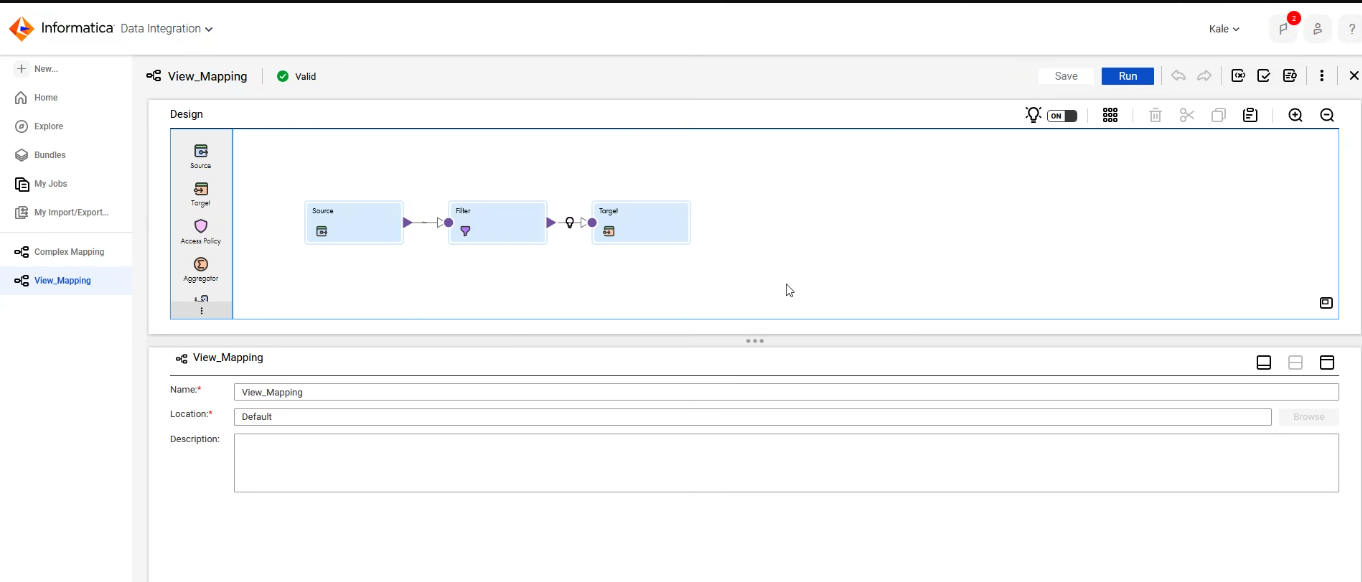 Informatica Data Integration
Kale
2
?
New...
Home
Explore
Bundles
My Jobs
My Import/Export...
Complex Mapping
View_Mapping
View_Mapping
Valid
Save
Run
Design
ON
Source
Target
Access Policy
Aggregator
Source
Filter
Target
View_Mapping
Name:*
View_Mapping
Location:*
Default
Browse
Description: